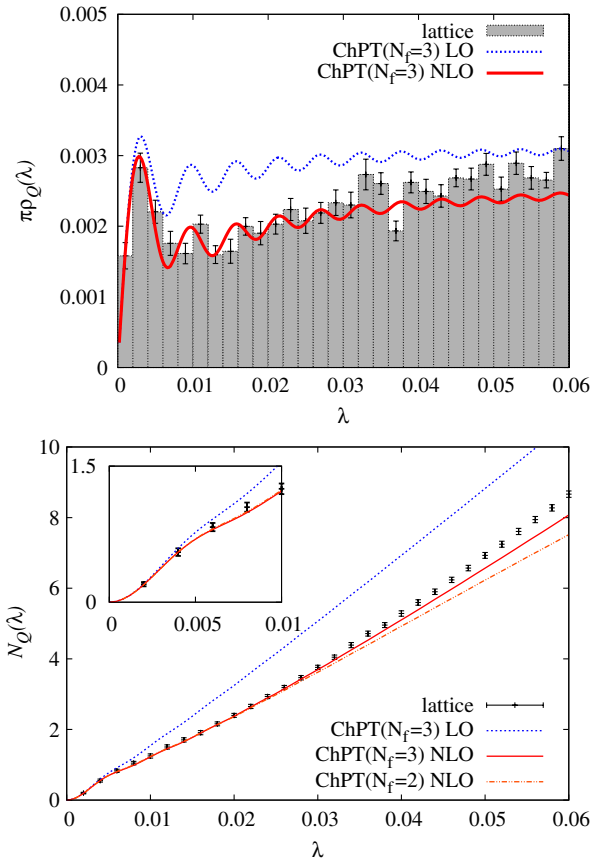 0.005
0.004
0.003
0.002
0.001
0
πρ_Q(λ)
lattice
ChPT(N_f=3) LO
ChPT(N_f=3) NLO
0 0.01 0.02 0.03 0.04 0.05 0.06
λ
10
8
6
4
2
0
N_Q(λ)
1.5
0
0 0.005 0.01
lattice
ChPT(N_f=3) LO
ChPT(N_f=3) NLO
ChPT(N_f=2) NLO
0 0.01 0.02 0.03 0.04 0.05 0.06
λ